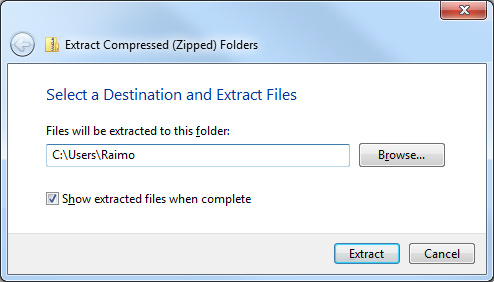 Extract Compressed (Zipped) Folders
Select a Destination and Extract Files
Files will be extracted to this folder:
C:\Users\Raimo
Browse...
Show extracted files when complete
Extract
Cancel